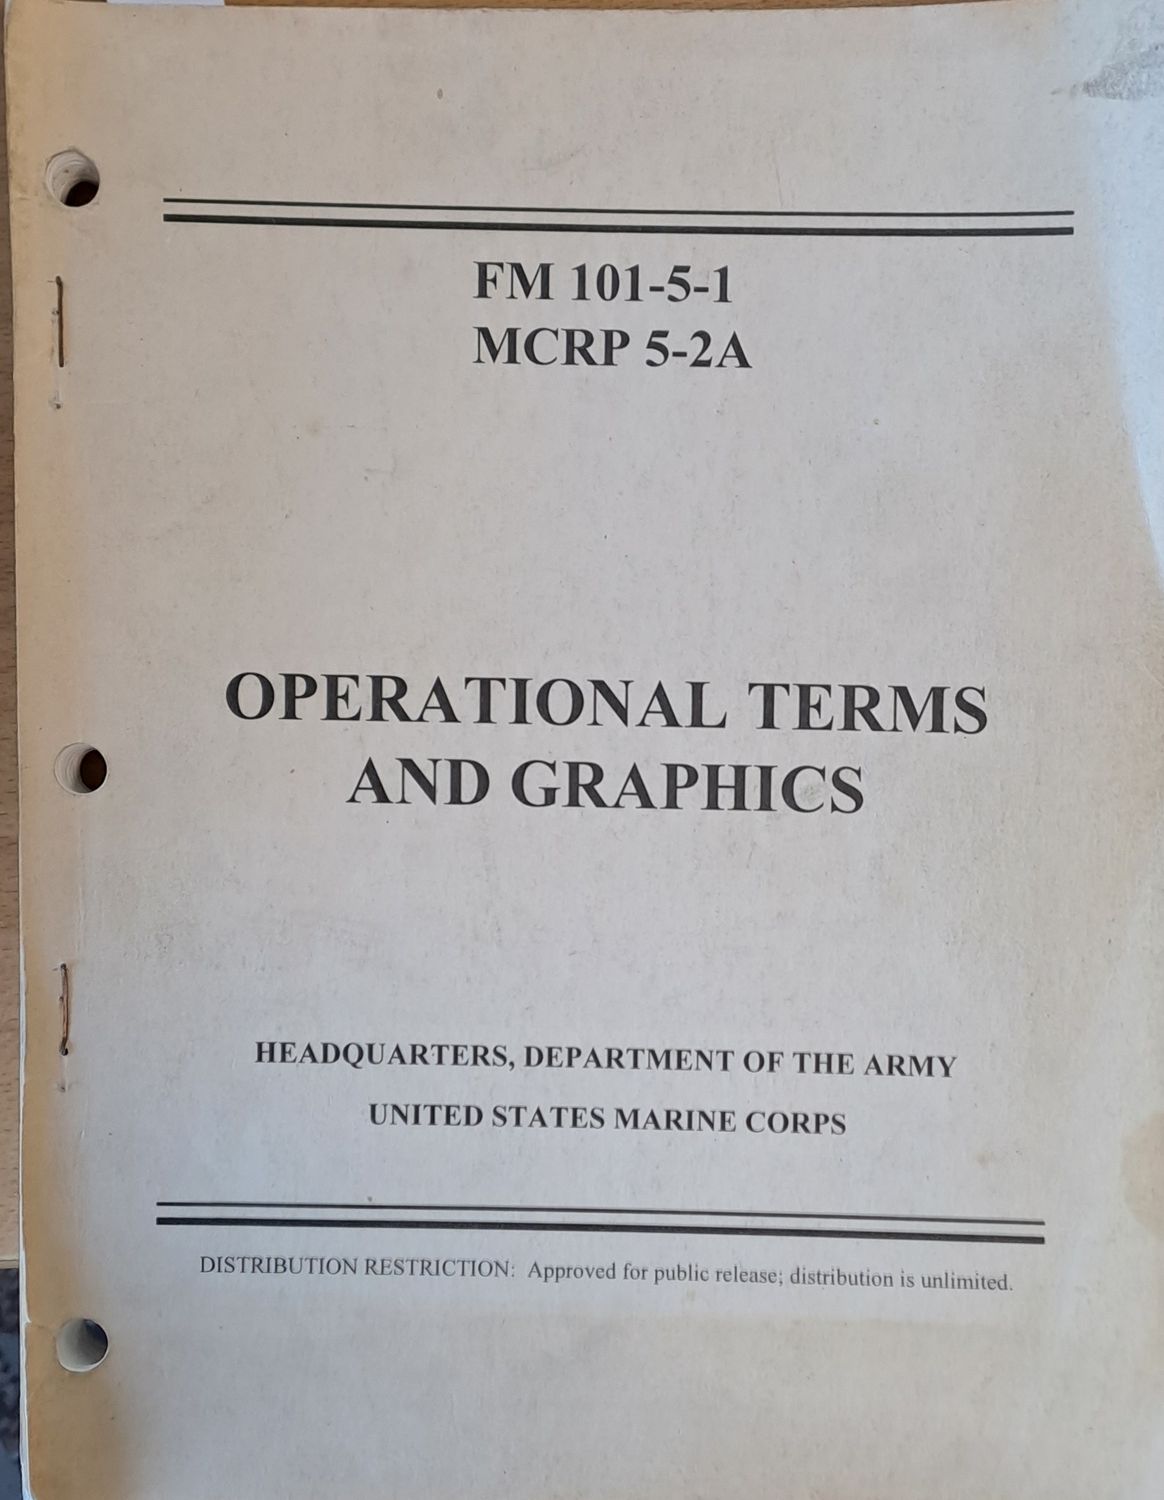 FM 101-5-1
MCRP 5-2A
OPERATIONAL TERMS
AND GRAPHICS
HEADQUARTERS, DEPARTMENT OF THE ARMY
UNITED STATES MARINE CORPS
DISTRIBUTION RESTRICTION: Approved for public release; distribution is unlimited.